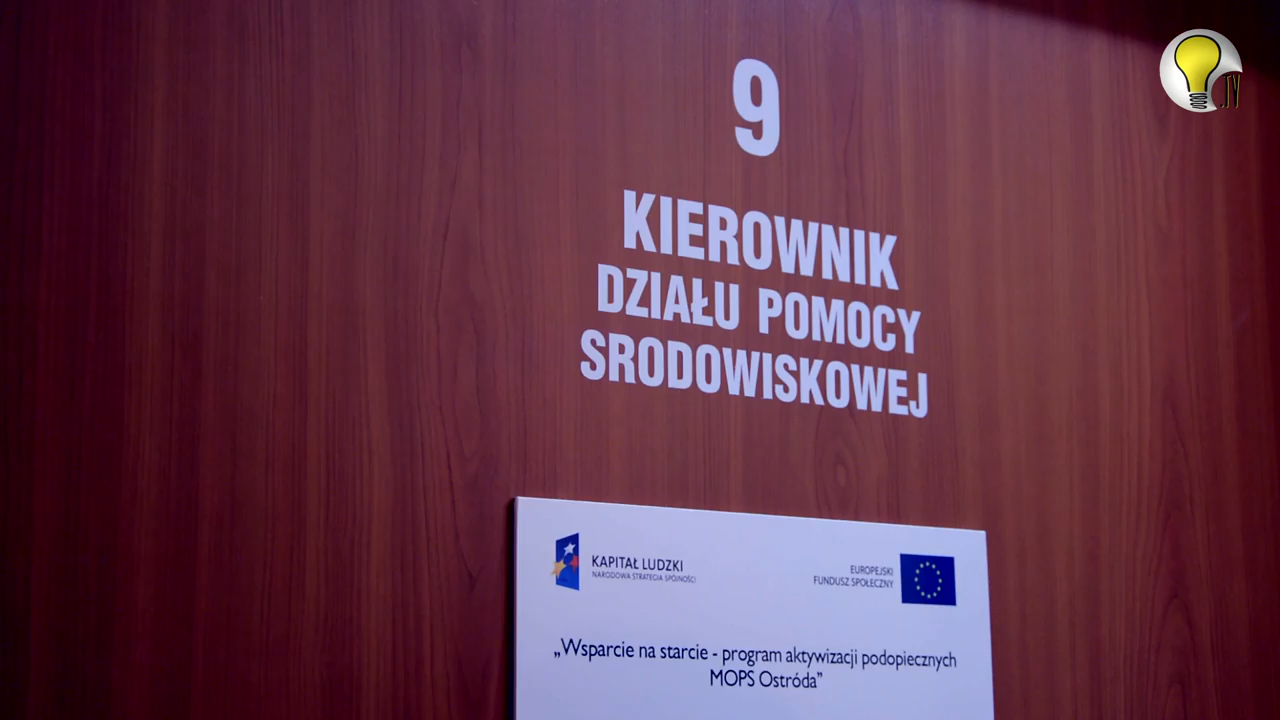 .TV
9
KIEROWNIK
DZIAŁU POMOCY
SRODOWISKOWEJ
KAPITAŁ LUDZKI
NARODOWA STRATEGIA SPÓJNOŚCI
EUROPEJSKI
FUNDUSZ SPOŁECZNY
„Wsparcie na starcie - program aktywizacji podopiecznych
MOPS Ostróda”